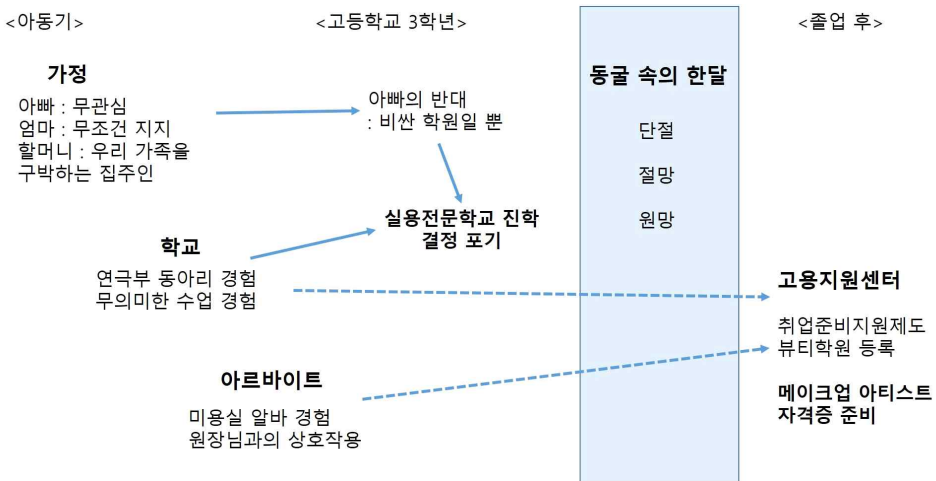 <아동기>
<고등학교 3학년>
<졸업 후>
가정
아빠 : 무관심
엄마 : 무조건 지지
할머니 : 우리 가족을
구박하는 집주인
아빠의 반대
: 비싼 학원일 뿐
실용전문학교 진학
결정 포기
학교
연극부 동아리 경험
무의미한 수업 경험
아르바이트
미용실 알바 경험
원장님과의 상호작용
동굴 속의 한달
단절
절망
원망
고용지원센터
취업준비지원제도
뷰티학원 등록
메이크업 아티스트
자격증 준비